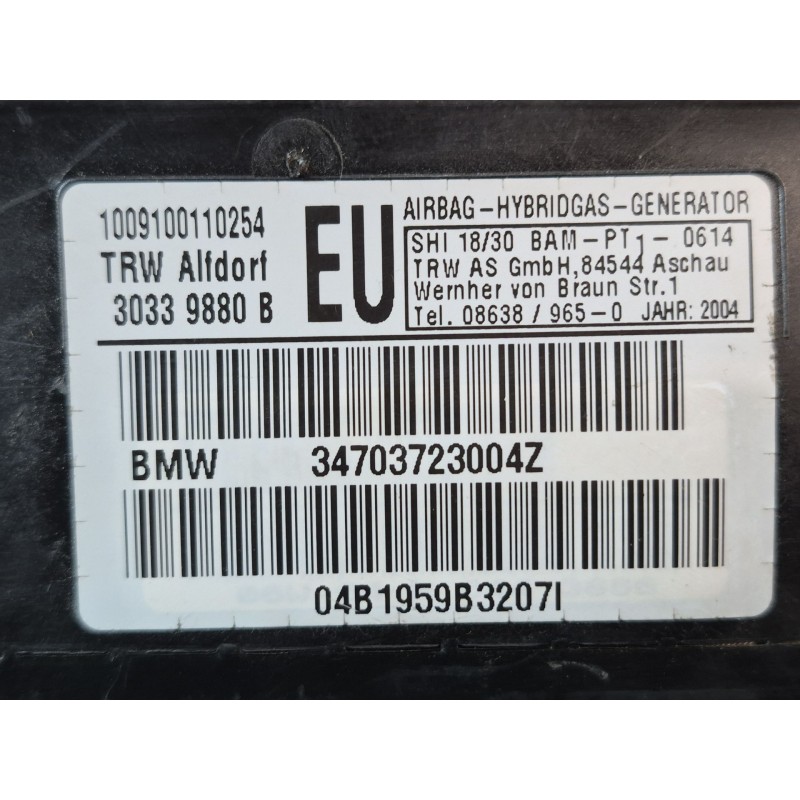 1009100110254
TRW Alfdorf
3033 9880 B
EU
AIRBAG-HYBRIDGAS-GENERATOR
SHI 18/30 BAM-PT1-0614
TRW AS GmbH,84544 Aschau
Wernher von Braun Str.1
Tel. 08638 / 965-0 JAHR: 2004
BMW 34703723004Z
04B1959B3207I